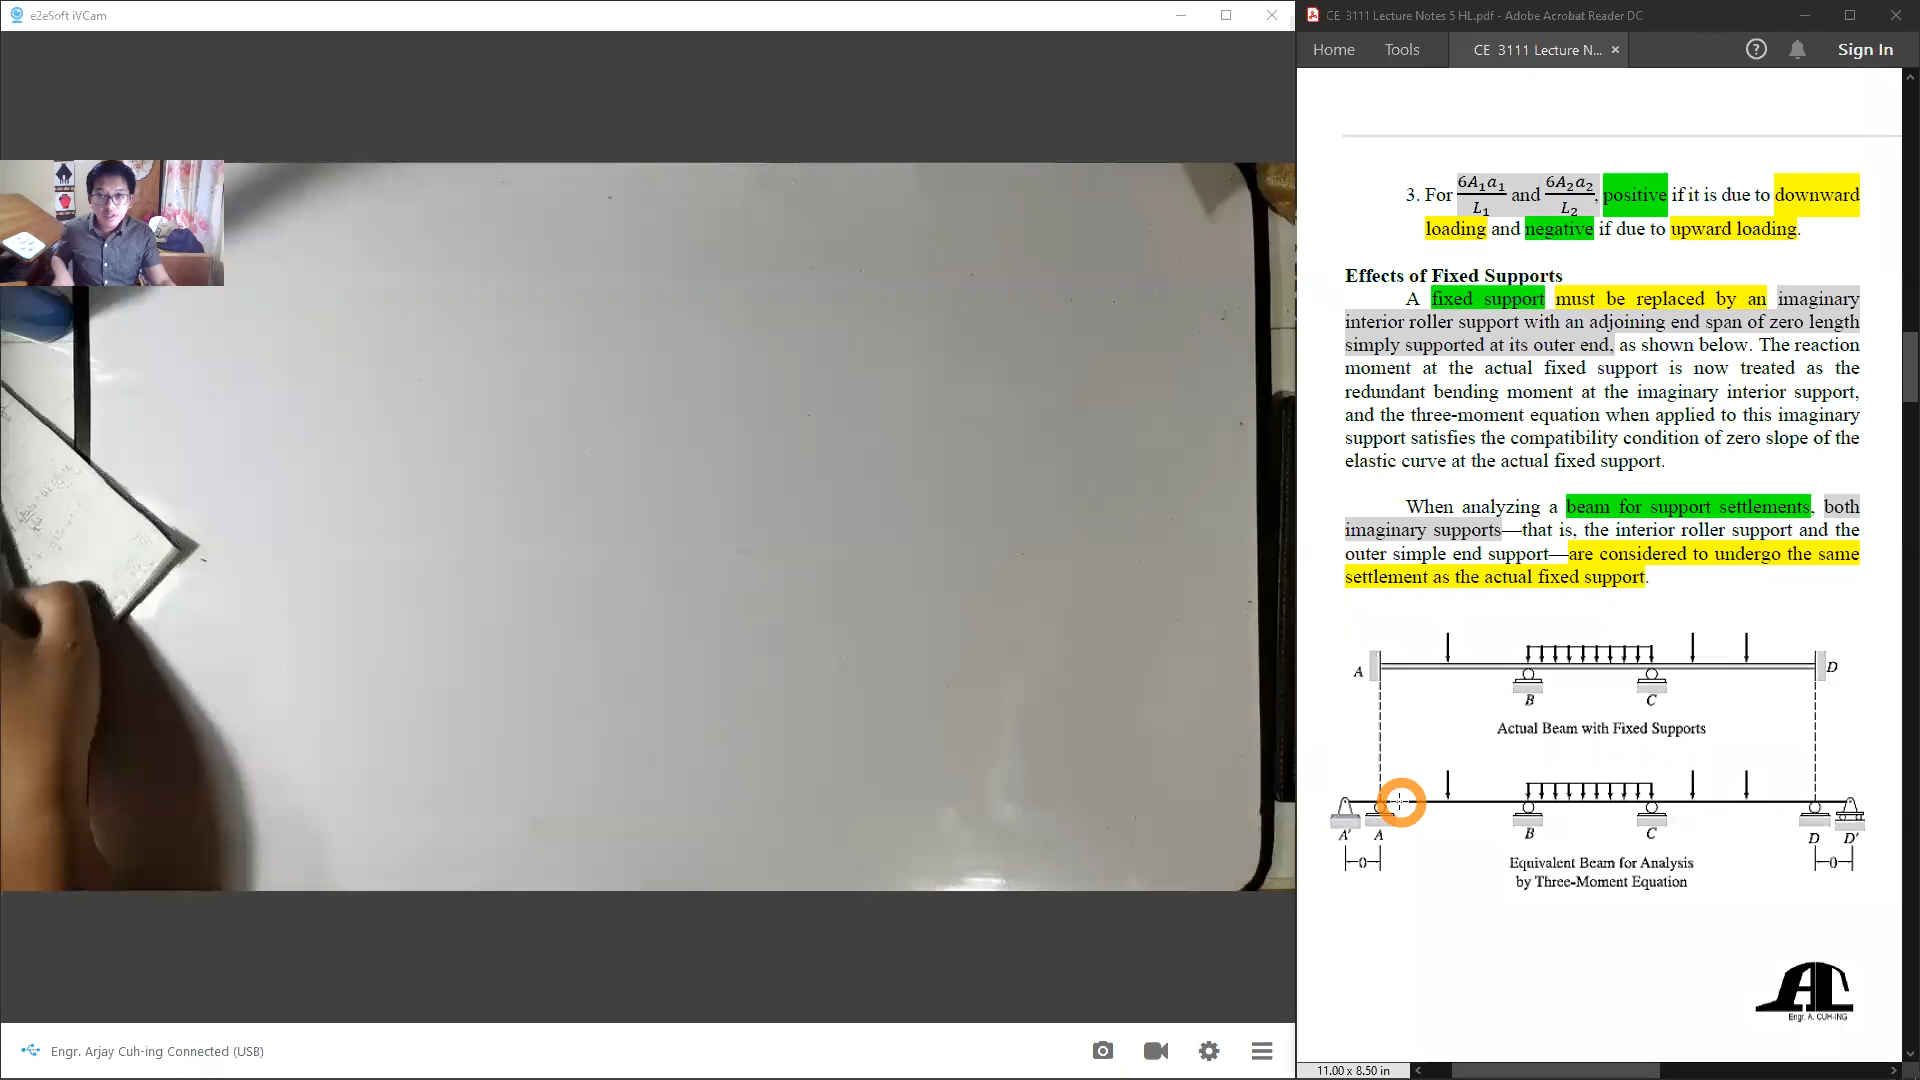 e2eSoft iVCam
CE 3111 Lecture Notes 5 HL.pdf - Adobe Acrobat Reader DC
Home Tools CE 3111 Lecture N... × Sign In
3. For 6A₁a₁/L₁ and 6A₂a₂/L₂, positive if it is due to downward
loading and negative if due to upward loading.
Effects of Fixed Supports
A fixed support must be replaced by an imaginary
interior roller support with an adjoining end span of zero length
simply supported at its outer end, as shown below. The reaction
moment at the actual fixed support is now treated as the
redundant bending moment at the imaginary interior support,
and the three-moment equation when applied to this imaginary
support satisfies the compatibility condition of zero slope of the
elastic curve at the actual fixed support.
When analyzing a beam for support settlements, both
imaginary supports—that is, the interior roller support and the
outer simple end support—are considered to undergo the same
settlement as the actual fixed support.
A D
B C
Actual Beam with Fixed Supports
A' A B C D D'
0 0
Equivalent Beam for Analysis
by Three-Moment Equation
Engr. A. CUH-ING
Engr. Arjay Cuh-ing Connected (USB)
11.00 x 8.50 in